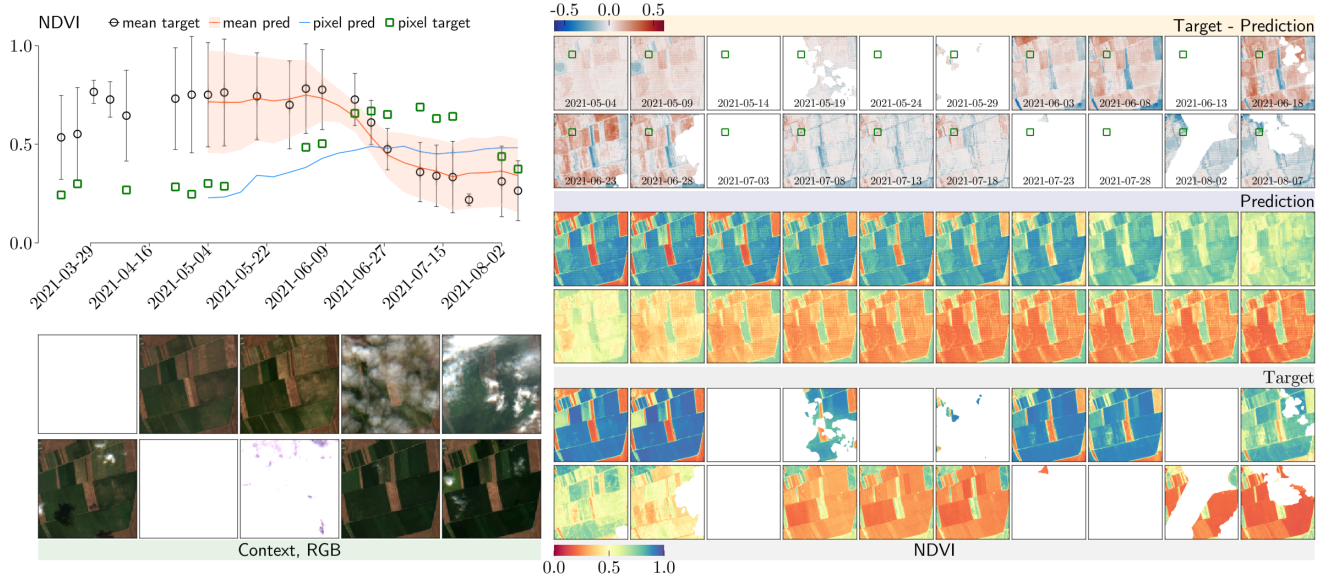 NDVI
mean target
mean pred
pixel pred
pixel target
1.0
0.5
0.0
2021-03-29
2021-04-16
2021-05-04
2021-05-22
2021-06-09
2021-06-27
2021-07-15
2021-08-02
Context, RGB
-0.5 0.0 0.5
Target - Prediction
2021-05-04 2021-05-09 2021-05-14 2021-05-19 2021-05-24 2021-05-29 2021-06-03 2021-06-08 2021-06-13 2021-06-18
2021-06-23 2021-06-28 2021-07-03 2021-07-08 2021-07-13 2021-07-18 2021-07-23 2021-07-28 2021-08-02 2021-08-07
Prediction
Target
NDVI
0.0 0.5 1.0